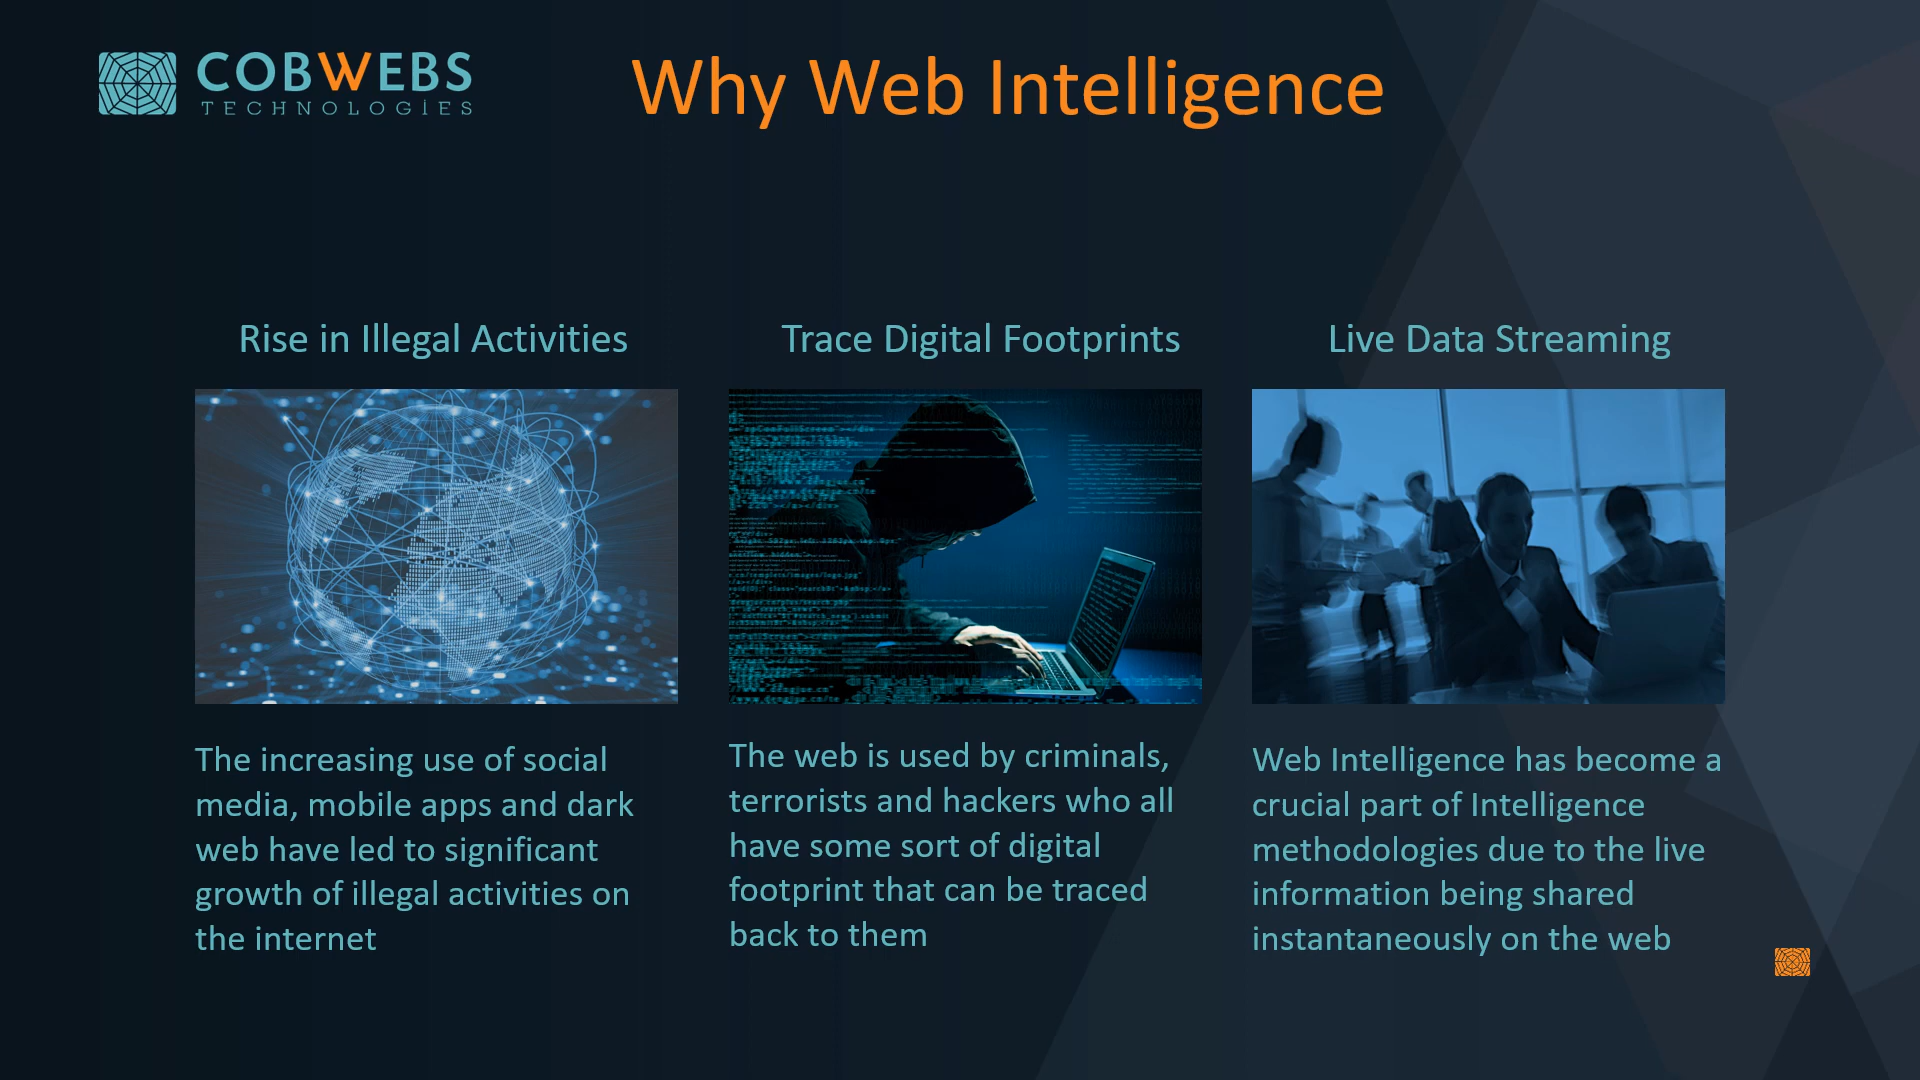 COBWEBS
TECHNOLOGIES
Why Web Intelligence
Rise in Illegal Activities
The increasing use of social
media, mobile apps and dark
web have led to significant
growth of illegal activities on
the internet
Trace Digital Footprints
The web is used by criminals,
terrorists and hackers who all
have some sort of digital
footprint that can be traced
back to them
Live Data Streaming
Web Intelligence has become a
crucial part of Intelligence
methodologies due to the live
information being shared
instantaneously on the web